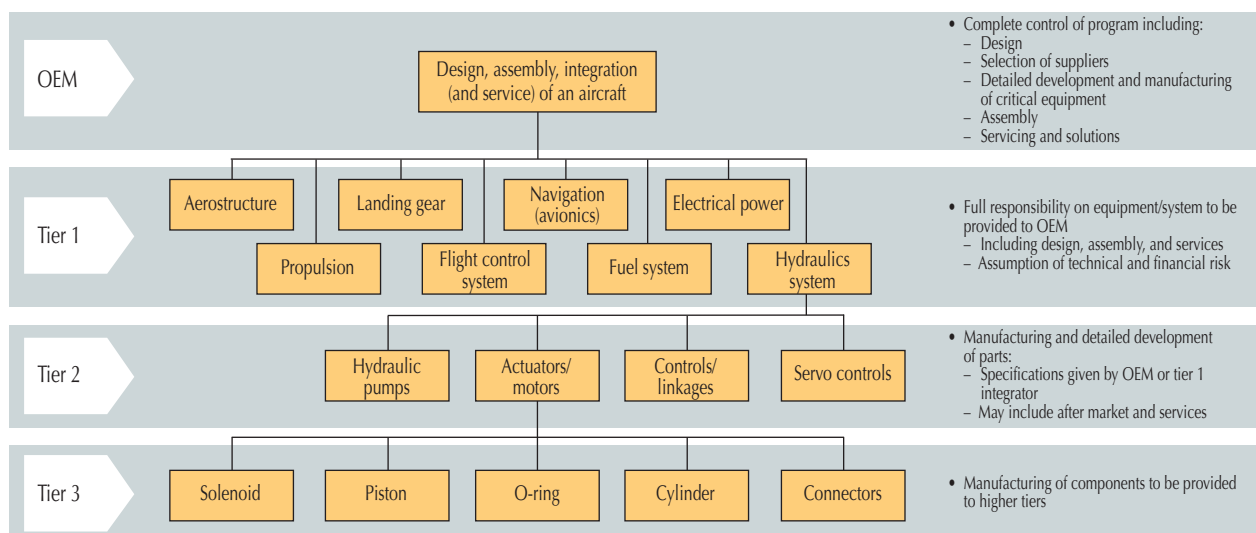 OEM
Design, assembly, integration
(and service) of an aircraft
• Complete control of program including:
– Design
– Selection of suppliers
– Detailed development and manufacturing
of critical equipment
– Assembly
– Servicing and solutions
Tier 1
Aerostructure
Landing gear
Navigation
(avionics)
Electrical power
Propulsion
Flight control
system
Fuel system
Hydraulics
system
• Full responsibility on equipment/system to be
provided to OEM
– Including design, assembly, and services
– Assumption of technical and financial risk
Tier 2
Hydraulic
pumps
Actuators/
motors
Controls/
linkages
Servo controls
• Manufacturing and detailed development
of parts:
– Specifications given by OEM or tier 1
integrator
– May include after market and services
Tier 3
Solenoid
Piston
O-ring
Cylinder
Connectors
• Manufacturing of components to be provided
to higher tiers